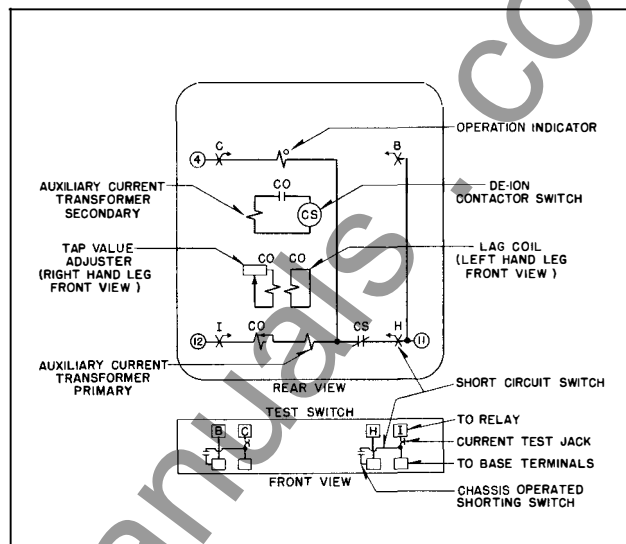 C
B
OPERATION INDICATOR
4
CO
AUXILIARY CURRENT
TRANSFORMER
SECONDARY
CS
DE-ION
CONTACTOR SWITCH
TAP VALUE
ADJUSTER
(RIGHT HAND LEG
FRONT VIEW)
CO CO
LAG COIL
(LEFT HAND LEG
FRONT VIEW)
I
CO
CS
H
12
11
AUXILIARY CURRENT
TRANSFORMER
PRIMARY
REAR VIEW
SHORT CIRCUIT SWITCH
TEST SWITCH
B C
H I
TO RELAY
CURRENT TEST JACK
TO BASE TERMINALS
FRONT VIEW
CHASSIS OPERATED
SHORTING SWITCH